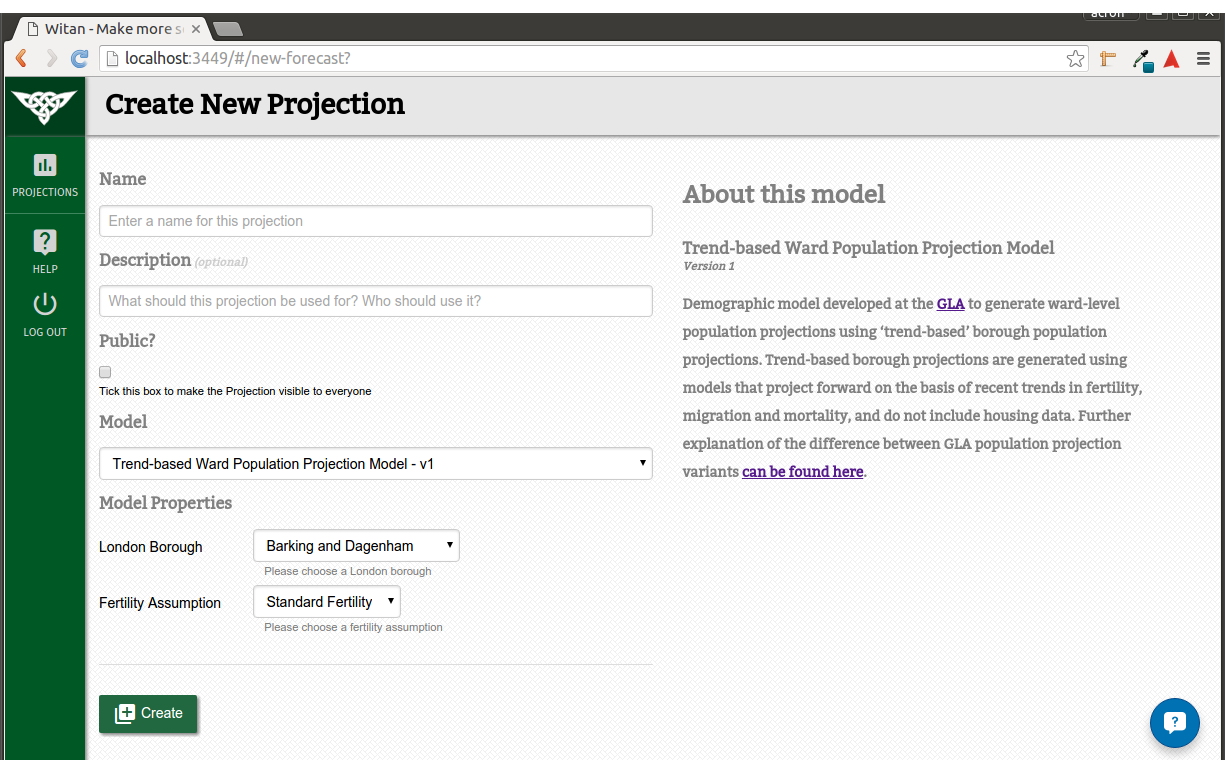 acron
Witan - Make more s
localhost:3449/#/new-forecast?
Create New Projection
PROJECTIONS
HELP
LOG OUT
Name
Enter a name for this projection
Description (optional)
What should this projection be used for? Who should use it?
Public?
Tick this box to make the Projection visible to everyone
Model
Trend-based Ward Population Projection Model - v1
Model Properties
London Borough
Barking and Dagenham
Please choose a London borough
Fertility Assumption
Standard Fertility
Please choose a fertility assumption
Create
About this model
Trend-based Ward Population Projection Model
Version 1
Demographic model developed at the GLA to generate ward-level
population projections using ‘trend-based’ borough population
projections. Trend-based borough projections are generated using
models that project forward on the basis of recent trends in fertility,
migration and mortality, and do not include housing data. Further
explanation of the difference between GLA population projection
variants can be found here.